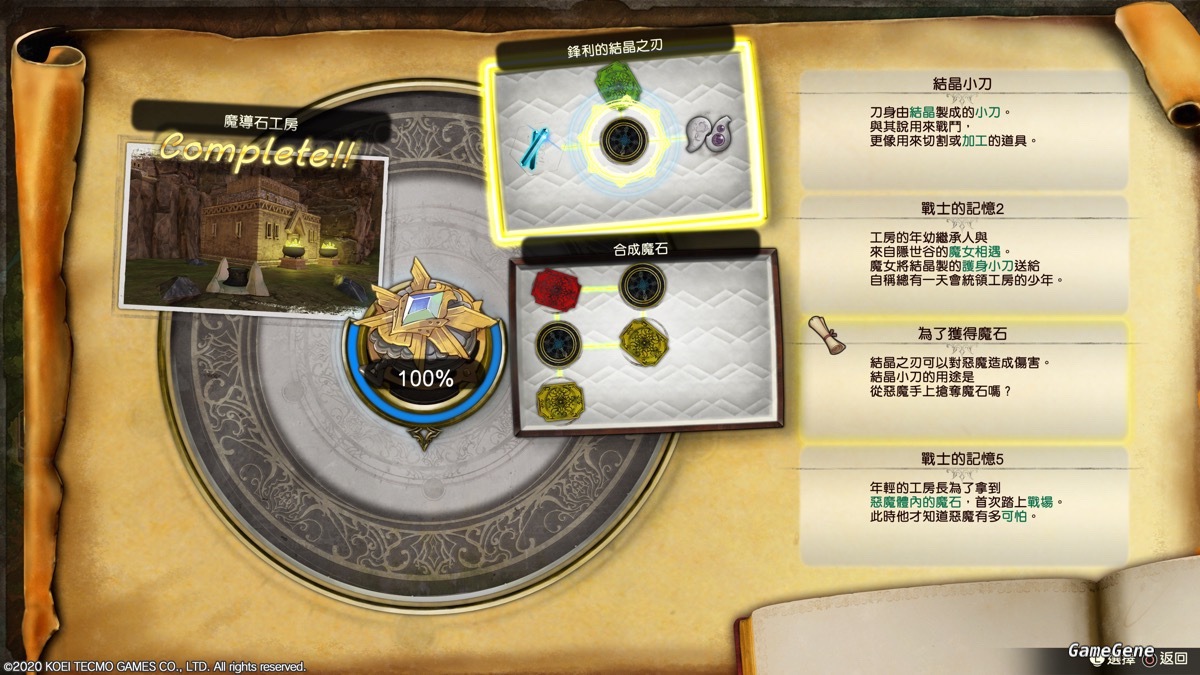 魔導石工房
Complete!!
100%
鋒利的結晶之刃
合成魔石
結晶小刀
刀身由結晶製成的小刀。
與其說用來戰鬥，
更像用來切割或加工的道具。
戰士的記憶2
工房的年幼繼承人與
來自隱世谷的魔女相遇。
魔女將結晶製的護身小刀送給
自稱總有一天會統領工房的少年。
為了獲得魔石
結晶之刃可以對惡魔造成傷害。
結晶小刀的用途是
從惡魔手上搶奪魔石嗎？
戰士的記憶5
年輕的工房長為了拿到
惡魔體內的魔石，首次踏上戰場。
此時他才知道惡魔有多可怕。
©2020 KOEI TECMO GAMES CO., LTD. All rights reserved.
GameGene
L選擇 返回